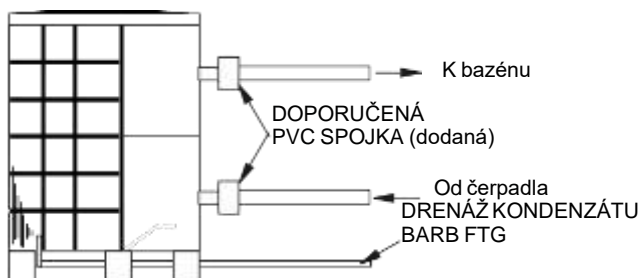 K bazénu
DOPORUČENÁ
PVC SPOJKA (dodaná)
Od čerpadla
DRENÁŽ KONDENZÁTU
BARB FTG